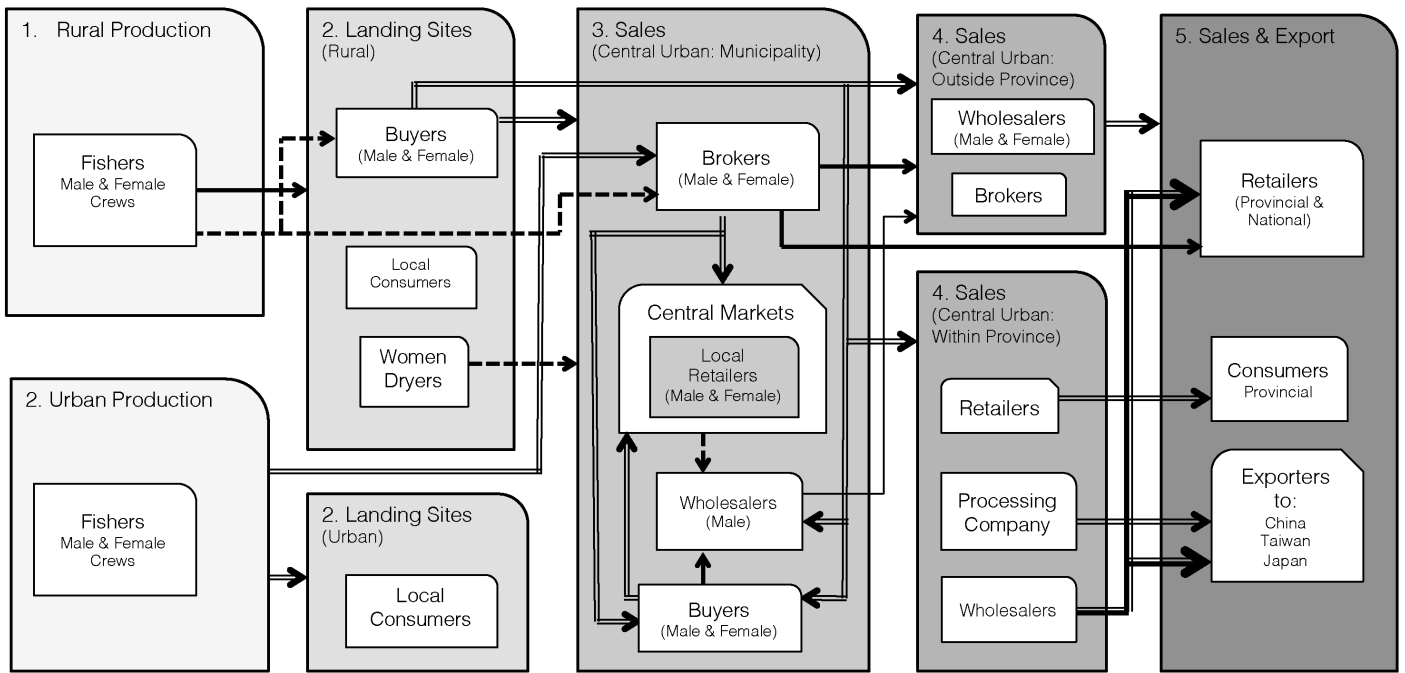 1. Rural Production
Fishers
Male & Female
Crews
2. Urban Production
Fishers
Male & Female
Crews
2. Landing Sites
(Rural)
Buyers
(Male & Female)
Local
Consumers
Women
Dryers
2. Landing Sites
(Urban)
Local
Consumers
3. Sales
(Central Urban: Municipality)
Brokers
(Male & Female)
Central Markets
Local
Retailers
(Male & Female)
Wholesalers
(Male)
Buyers
(Male & Female)
4. Sales
(Central Urban:
Outside Province)
Wholesalers
(Male & Female)
Brokers
4. Sales
(Central Urban:
Within Province)
Retailers
Processing
Company
Wholesalers
5. Sales & Export
Retailers
(Provincial &
National)
Consumers
Provincial
Exporters
to:
China
Taiwan
Japan